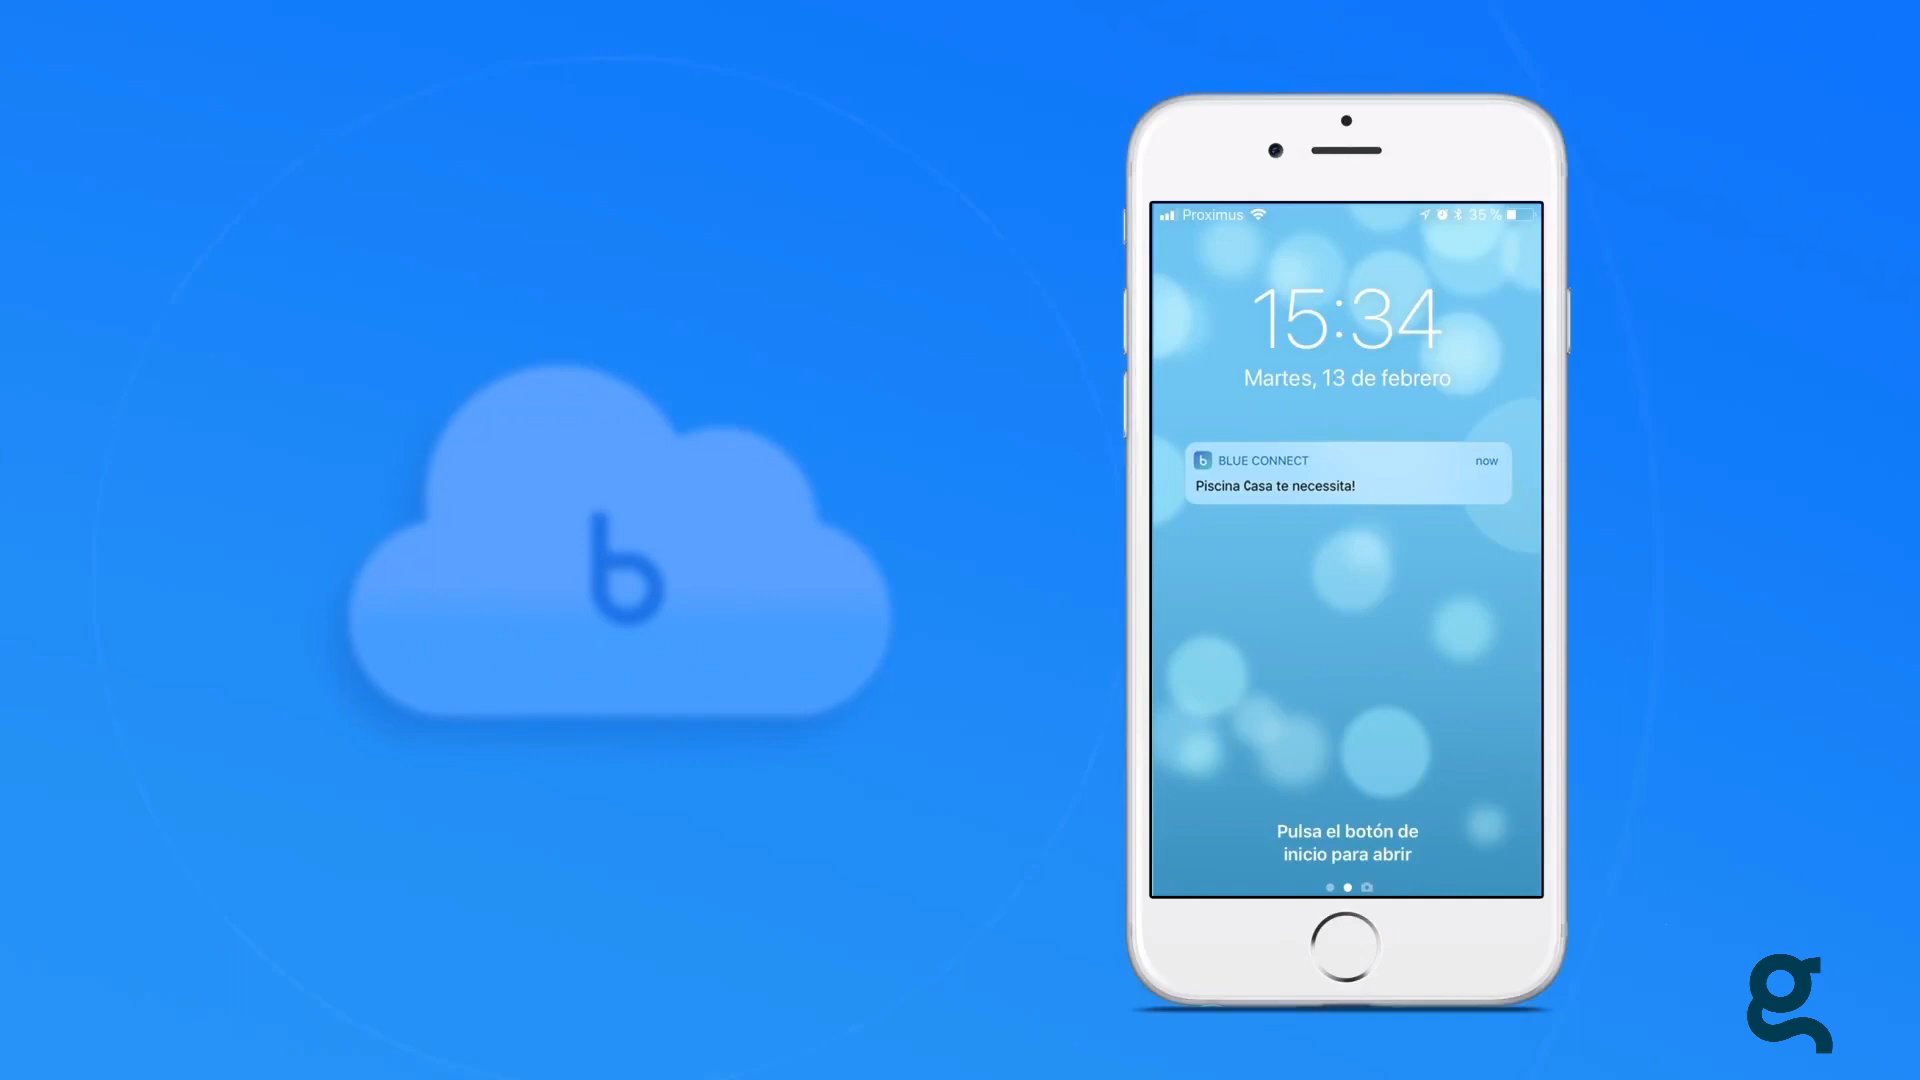 b
Proximus 35 %
15:34
Martes, 13 de febrero
b BLUE CONNECT now
Piscina Casa te necessita!
Pulsa el botón de
inicio para abrir
g